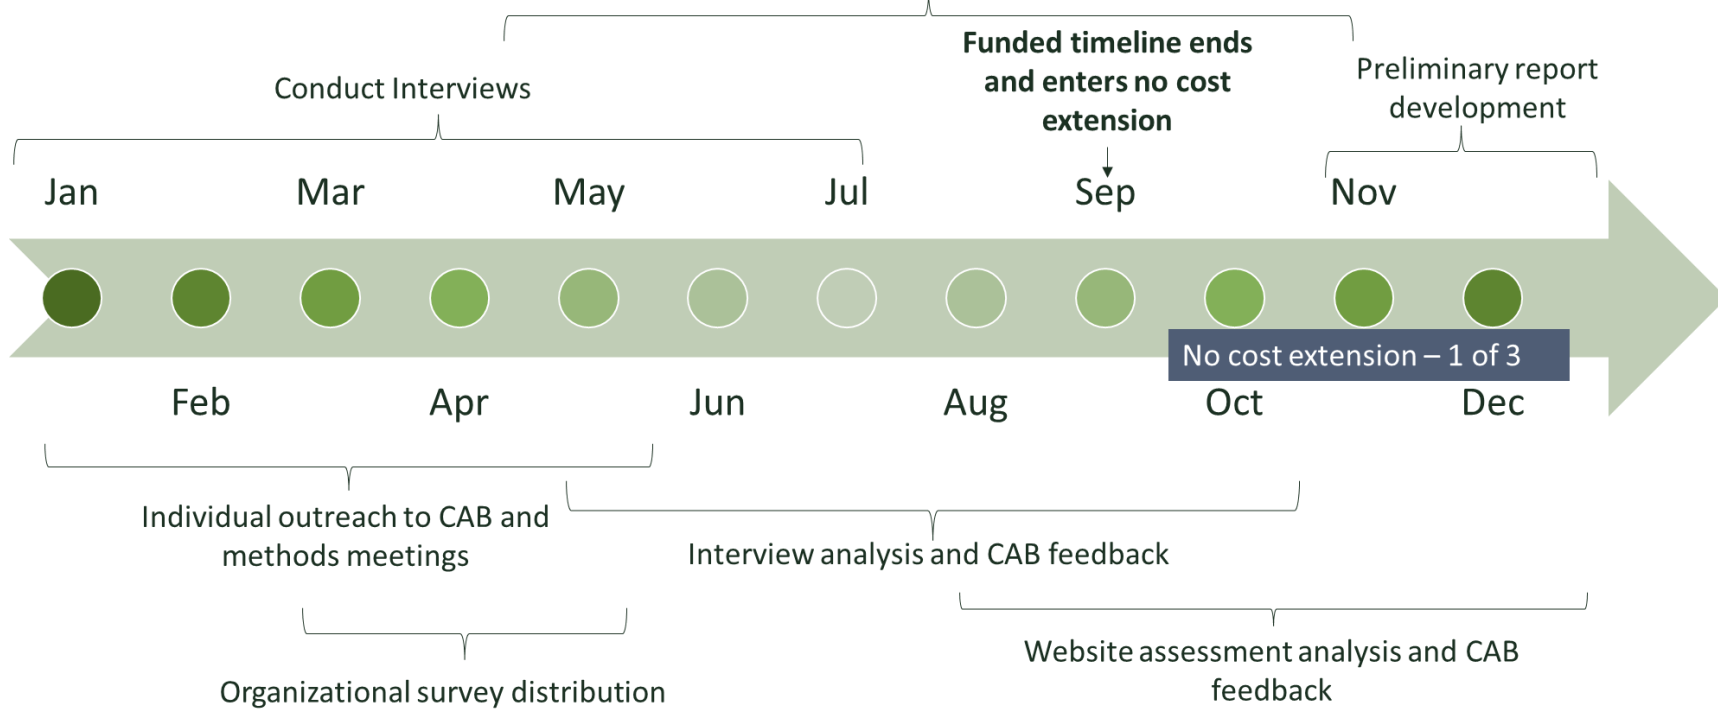 Funded timeline ends
and enters no cost
extension
Preliminary report
development
Conduct Interviews
Jan
Mar
May
Jul
Sep
Nov
No cost extension – 1 of 3
Feb
Apr
Jun
Aug
Oct
Dec
Individual outreach to CAB and
methods meetings
Interview analysis and CAB feedback
Organizational survey distribution
Website assessment analysis and CAB
feedback